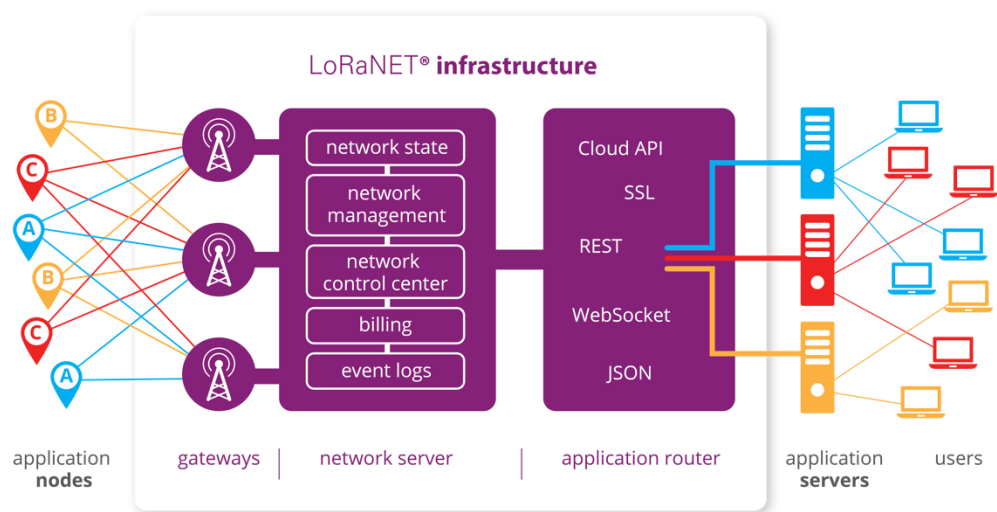 LoRaNET® infrastructure
B
C
A
B
C
A
network state
network
management
network
control center
billing
event logs
Cloud API
SSL
REST
WebSocket
JSON
application
nodes
gateways
network server
application router
application
servers
users